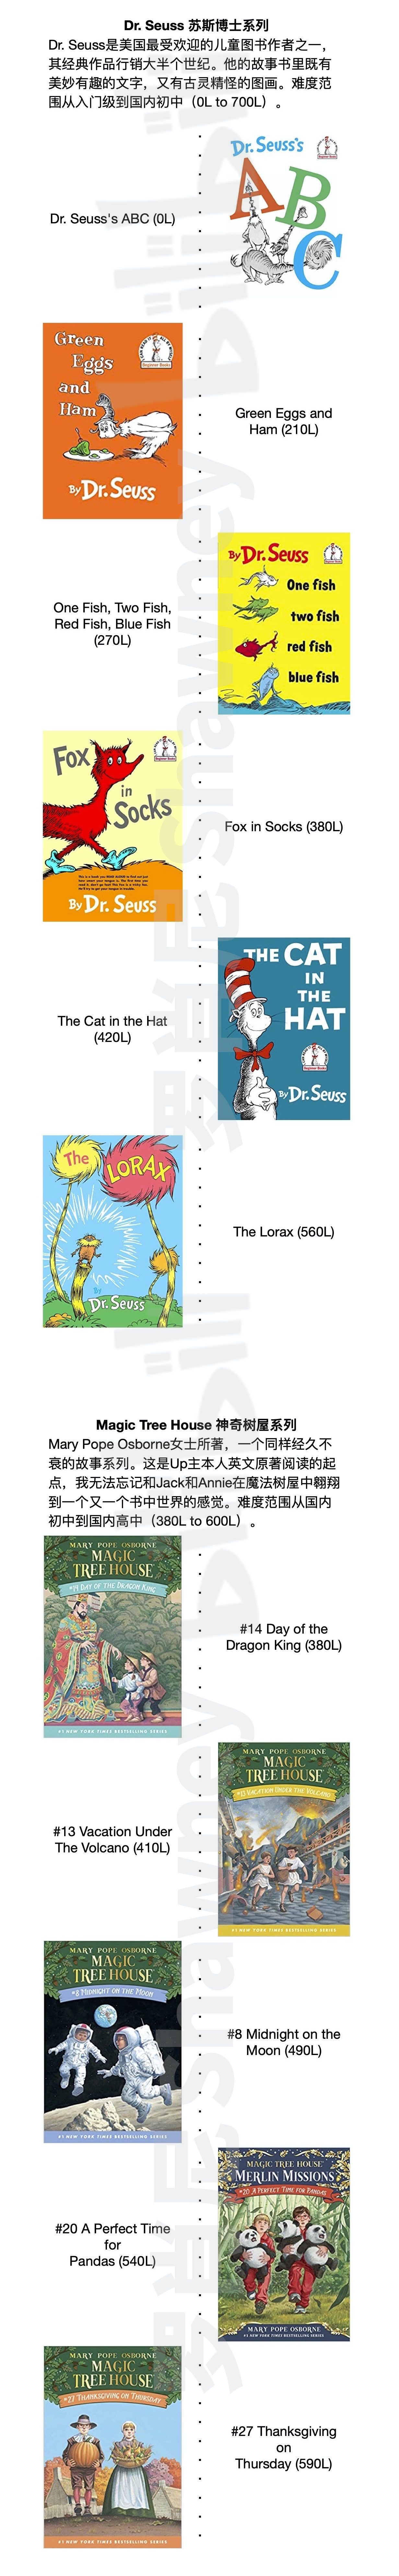 Dr. Seuss 苏斯博士系列
Dr. Seuss是美国最受欢迎的儿童图书作者之一，
其经典作品行销大半个世纪。他的故事书里既有
美妙有趣的文字，又有古灵精怪的图画。难度范
围从入门级到国内初中（0L to 700L）。
Dr. Seuss's ABC (0L)
Dr. Seuss's
ABC
Green
Eggs
and
Ham
By Dr. Seuss
Green Eggs and
Ham (210L)
One Fish, Two Fish,
Red Fish, Blue Fish
(270L)
By Dr. Seuss
One fish
two fish
red fish
blue fish
Fox
in
Socks
By Dr. Seuss
Fox in Socks (380L)
The Cat in the Hat
(420L)
THE CAT
IN
THE
HAT
By Dr. Seuss
The
LORAX
By
Dr. Seuss
The Lorax (560L)
Magic Tree House 神奇树屋系列
Mary Pope Osborne女士所著，一个同样经久不
衰的故事系列。这是Up主本人英文原著阅读的起
点，我无法忘记和Jack和Annie在魔法树屋中翱翔
到一个又一个书中世界的感觉。难度范围从国内
初中到国内高中（380L to 600L）。
MARY POPE OSBORNE
MAGIC
TREE HOUSE
#14 DAY OF THE DRAGON KING
#1 NEW YORK TIMES BESTSELLING SERIES
#14 Day of the
Dragon King (380L)
#13 Vacation Under
The Volcano (410L)
MARY POPE OSBORNE
MAGIC
TREE HOUSE
#13 VACATION UNDER THE VOLCANO
#1 NEW YORK TIMES BESTSELLING SERIES
MARY POPE OSBORNE
MAGIC
TREE HOUSE
#8 MIDNIGHT ON THE MOON
#1 NEW YORK TIMES BESTSELLING SERIES
#8 Midnight on the
Moon (490L)
#20 A Perfect Time
for
Pandas (540L)
MAGIC TREE HOUSE
MERLIN MISSIONS
#20 A PERFECT TIME FOR PANDAS
MARY POPE OSBORNE
#1 NEW YORK TIMES BESTSELLING SERIES
MARY POPE OSBORNE
MAGIC
TREE HOUSE
#27 THANKSGIVING ON THURSDAY
#1 NEW YORK TIMES BESTSELLING SERIES
#27 Thanksgiving
on
Thursday (590L)